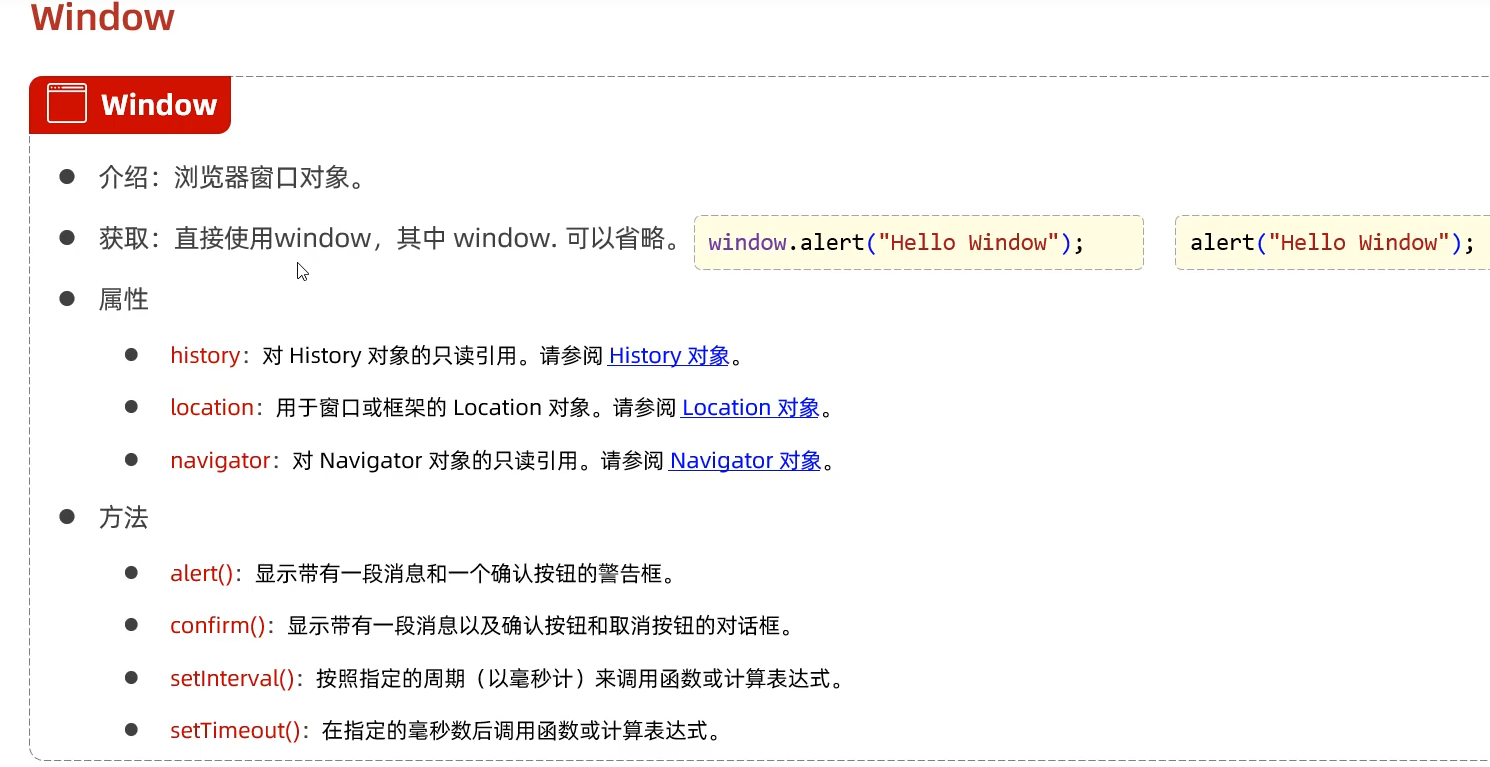 Window
Window
介绍：浏览器窗口对象。
获取：直接使用window，其中 window. 可以省略。 window.alert("Hello Window"); alert("Hello Window");
属性
history：对 History 对象的只读引用。请参阅 History 对象。
location：用于窗口或框架的 Location 对象。请参阅 Location 对象。
navigator：对 Navigator 对象的只读引用。请参阅 Navigator 对象。
方法
alert()：显示带有一段消息和一个确认按钮的警告框。
confirm()：显示带有一段消息以及确认按钮和取消按钮的对话框。
setInterval()：按照指定的周期（以毫秒计）来调用函数或计算表达式。
setTimeout()：在指定的毫秒数后调用函数或计算表达式。